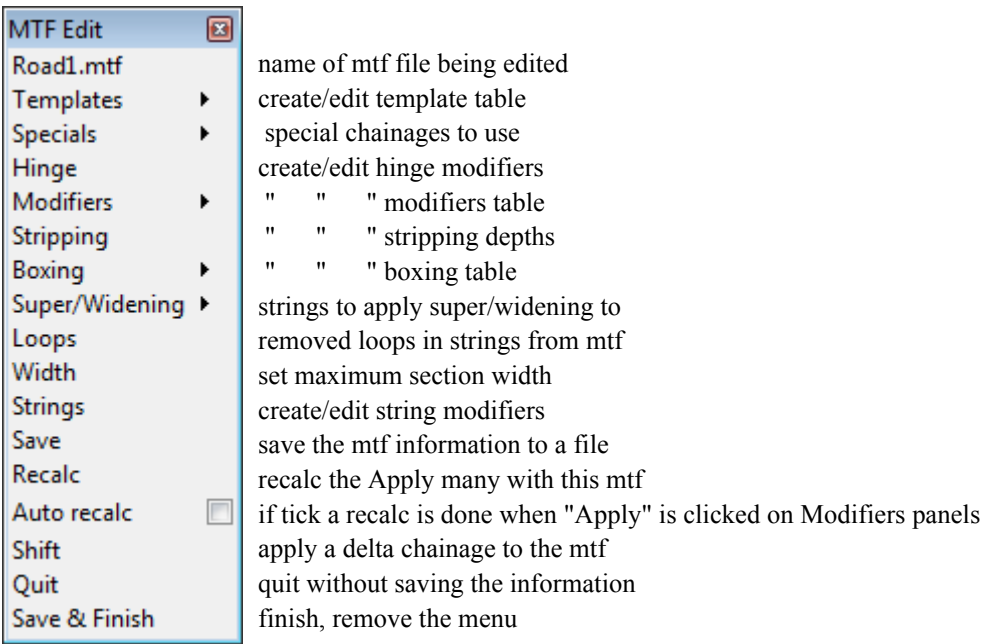 MTF Edit
Road1.mtf name of mtf file being edited
Templates create/edit template table
Specials special chainages to use
Hinge create/edit hinge modifiers
Modifiers " " " modifiers table
Stripping " " " stripping depths
Boxing " " " boxing table
Super/Widening strings to apply super/widening to
Loops removed loops in strings from mtf
Width set maximum section width
Strings create/edit string modifiers
Save save the mtf information to a file
Recalc recalc the Apply many with this mtf
Auto recalc if tick a recalc is done when "Apply" is clicked on Modifiers panels
Shift apply a delta chainage to the mtf
Quit quit without saving the information
Save & Finish finish, remove the menu